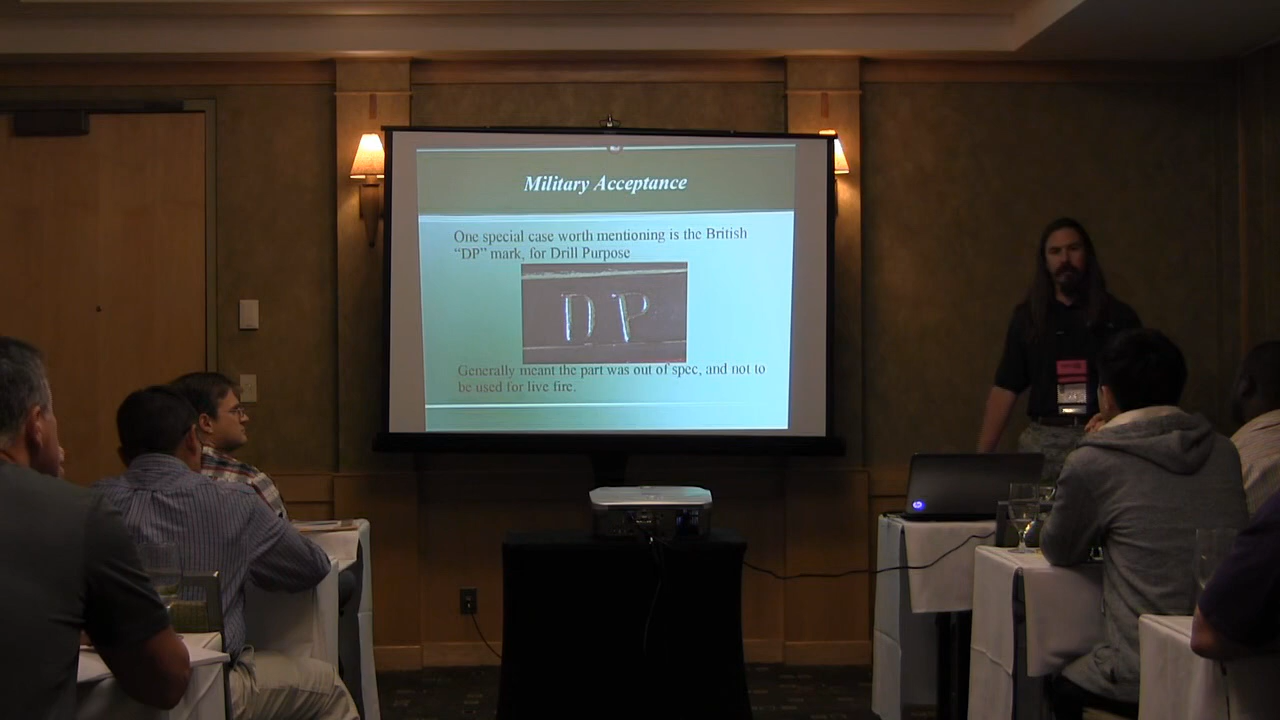 Military Acceptance
One special case worth mentioning is the British
“DP” mark, for Drill Purpose
DP
Generally meant the part was out of spec, and not to
be used for live fire.
hp